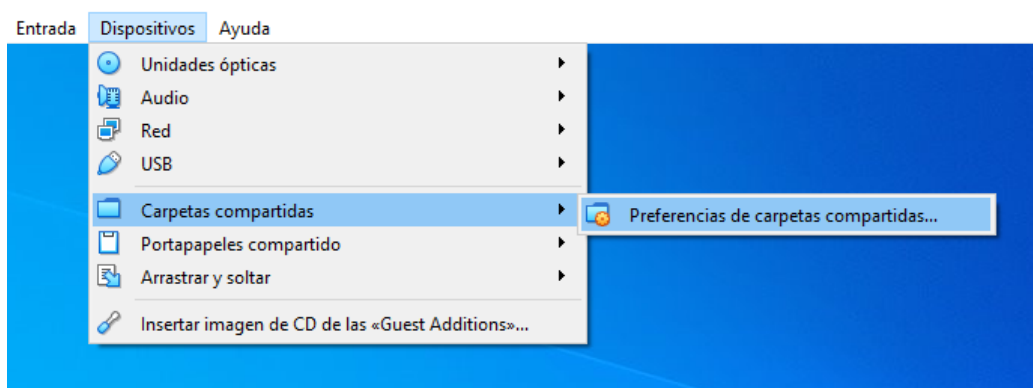 Entrada Dispositivos Ayuda
Unidades ópticas
Audio
Red
USB
Carpetas compartidas
Preferencias de carpetas compartidas...
Portapapeles compartido
Arrastrar y soltar
Insertar imagen de CD de las «Guest Additions»...